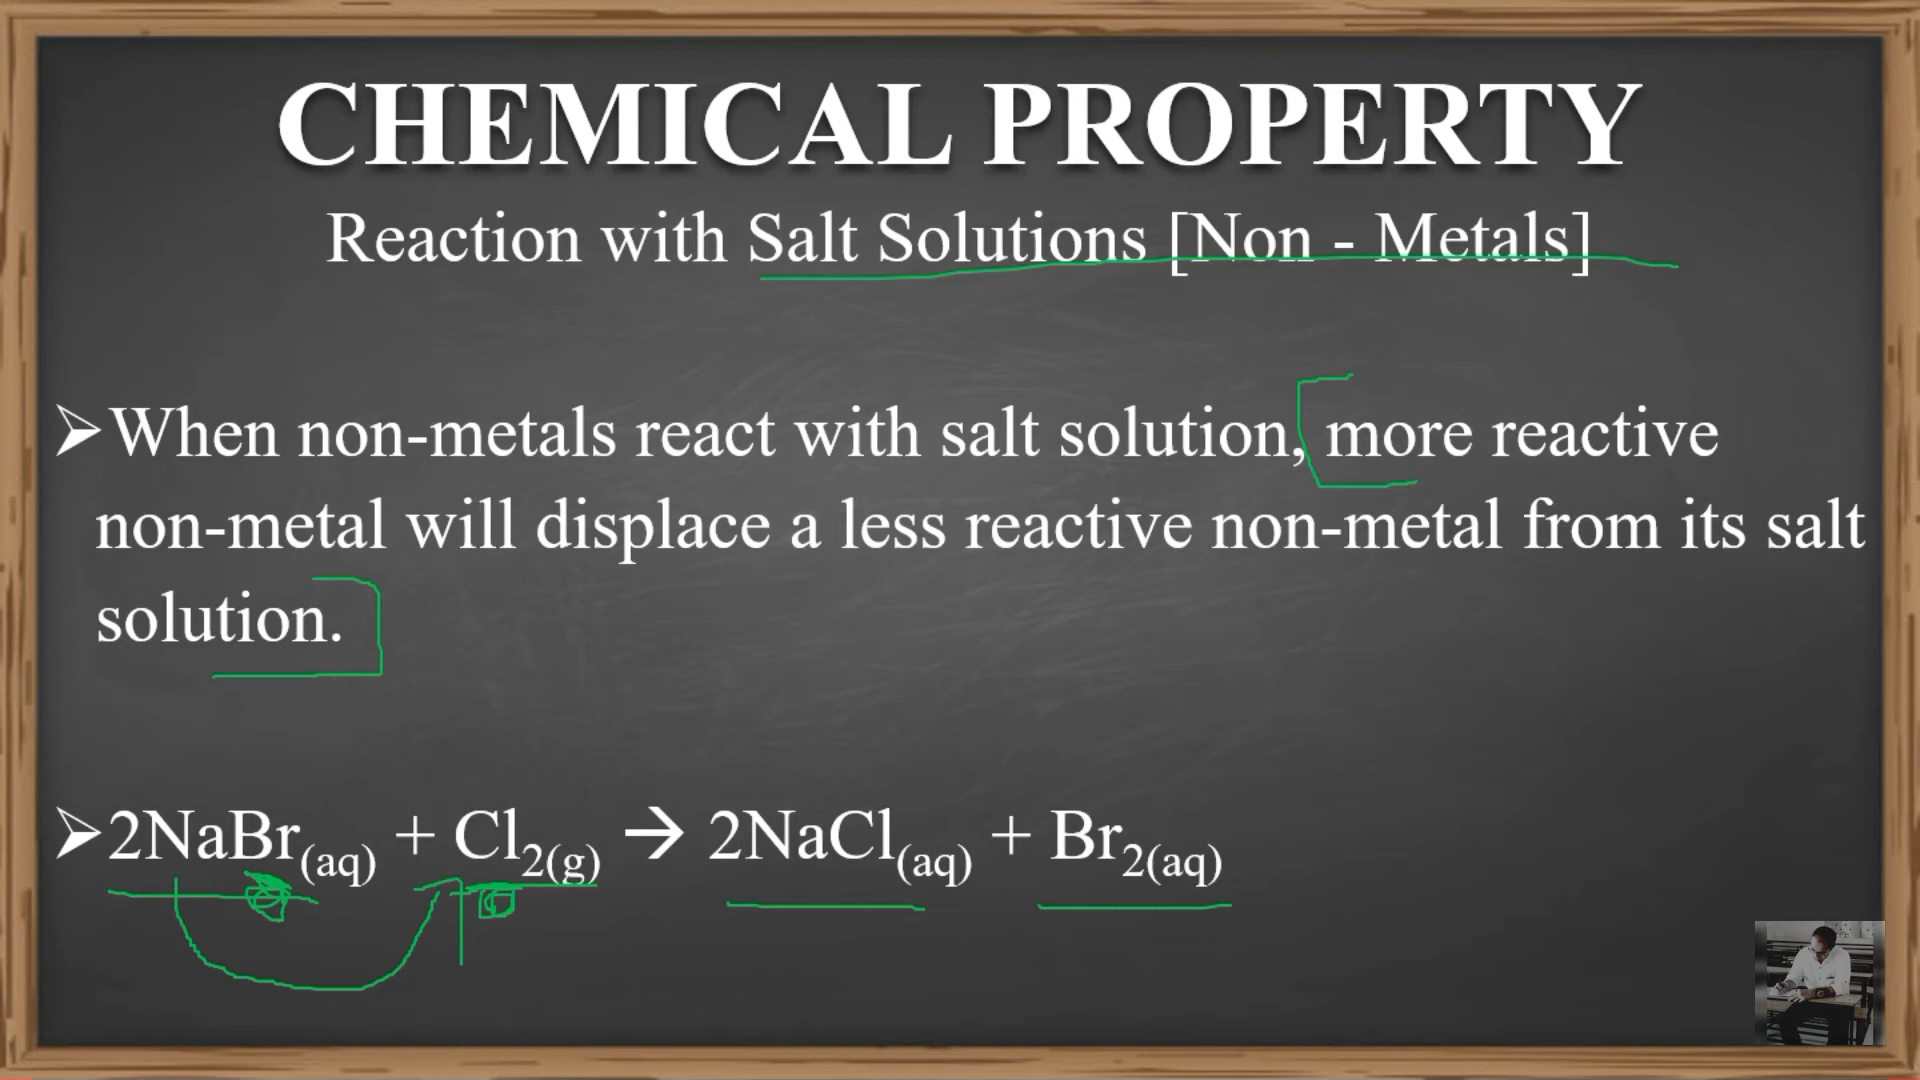 CHEMICAL PROPERTY
Reaction with Salt Solutions [Non - Metals]
➢When non-metals react with salt solution, more reactive
non-metal will displace a less reactive non-metal from its salt
solution.
➢2NaBr(aq) + Cl2(g) → 2NaCl(aq) + Br2(aq)